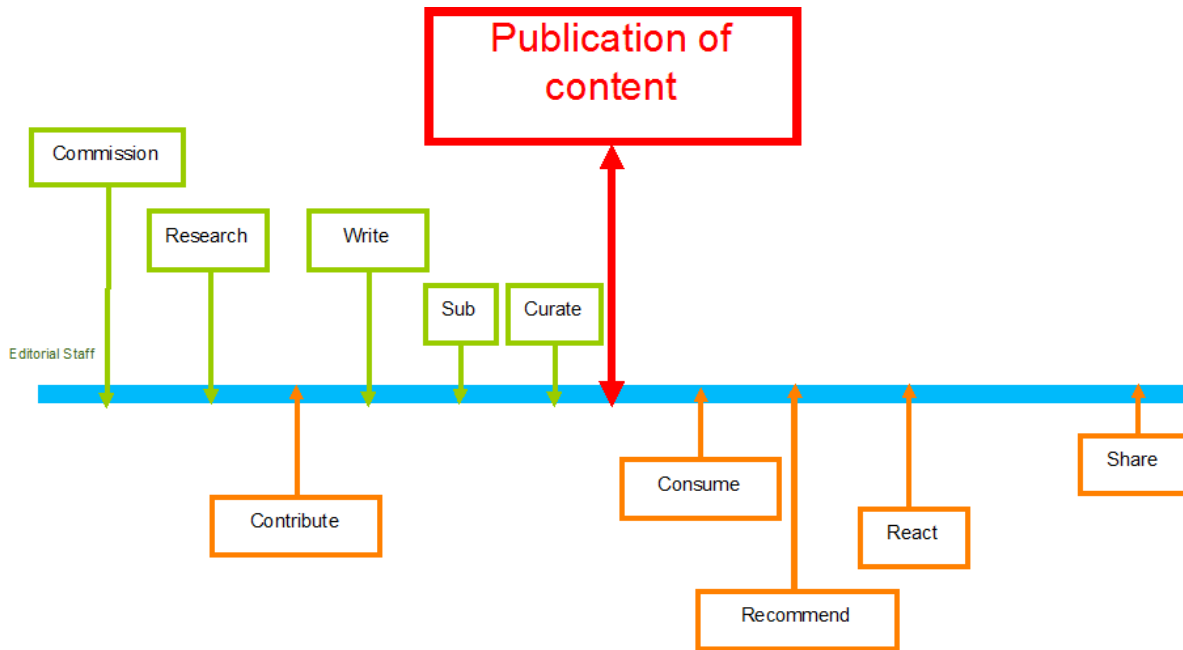 Publication of
content
Commission
Research
Write
Sub
Curate
Editorial Staff
Contribute
Consume
Recommend
React
Share